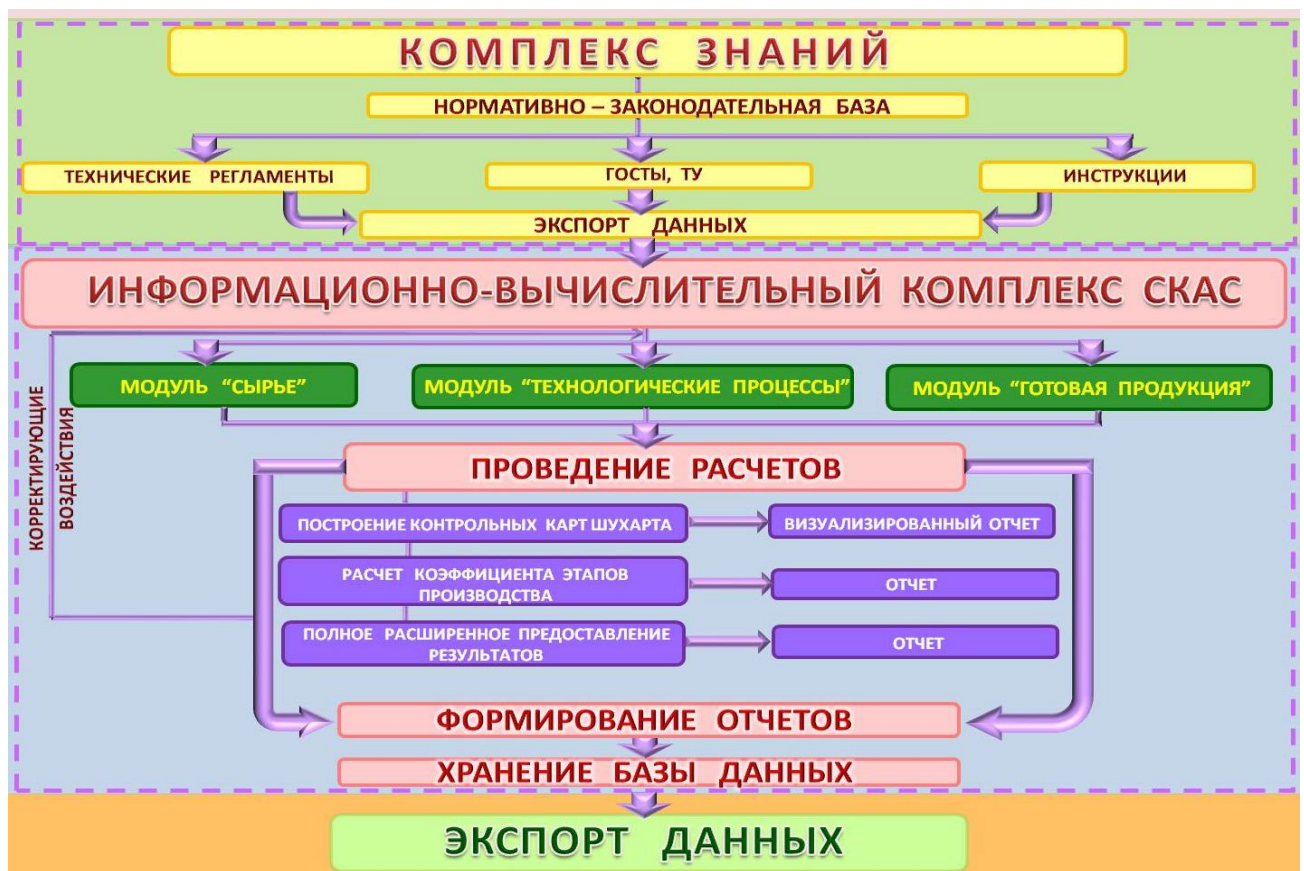 КОМПЛЕКС ЗНАНИЙ
НОРМАТИВНО – ЗАКОНОДАТЕЛЬНАЯ БАЗА
ТЕХНИЧЕСКИЕ РЕГЛАМЕНТЫ
ГОСТЫ, ТУ
ИНСТРУКЦИИ
ЭКСПОРТ ДАННЫХ
ИНФОРМАЦИОННО-ВЫЧИСЛИТЕЛЬНЫЙ КОМПЛЕКС СКАС
КОРРЕКТИРУЮЩИЕ
ВОЗДЕЙСТВИЯ
МОДУЛЬ “СЫРЬЕ”
МОДУЛЬ “ТЕХНОЛОГИЧЕСКИЕ ПРОЦЕССЫ”
МОДУЛЬ “ГОТОВАЯ ПРОДУКЦИЯ”
ПРОВЕДЕНИЕ РАСЧЕТОВ
ПОСТРОЕНИЕ КОНТРОЛЬНЫХ КАРТ ШУХАРТА
ВИЗУАЛИЗИРОВАННЫЙ ОТЧЕТ
РАСЧЕТ КОЭФФИЦИЕНТА ЭТАПОВ
ПРОИЗВОДСТВА
ОТЧЕТ
ПОЛНОЕ РАСШИРЕННОЕ ПРЕДОСТАВЛЕНИЕ
РЕЗУЛЬТАТОВ
ОТЧЕТ
ФОРМИРОВАНИЕ ОТЧЕТОВ
ХРАНЕНИЕ БАЗЫ ДАННЫХ
ЭКСПОРТ ДАННЫХ